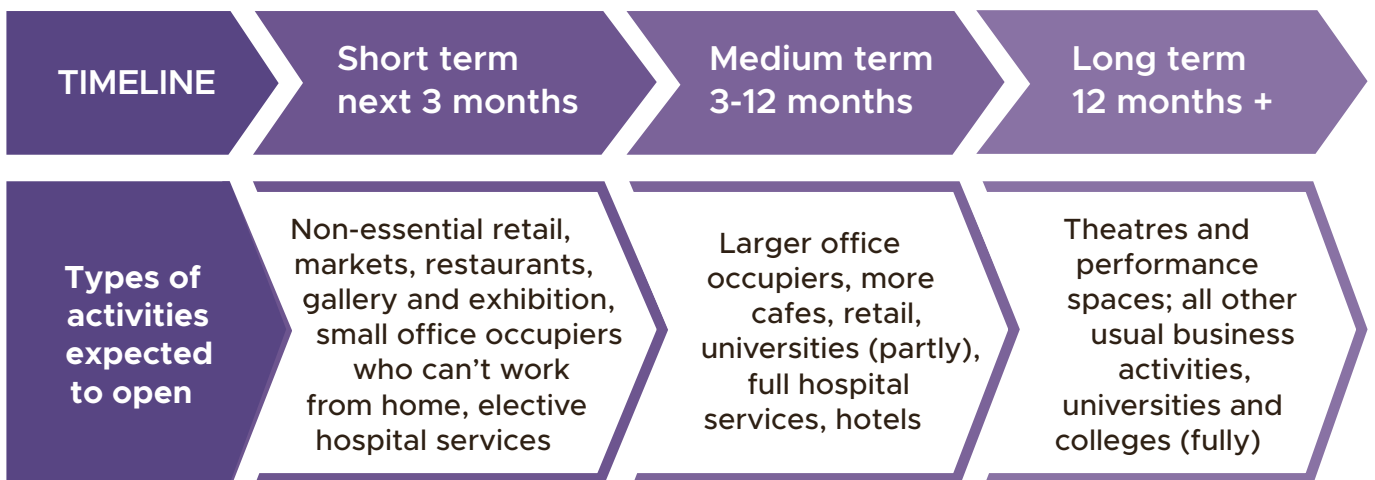 TIMELINE
Short term
next 3 months
Medium term
3-12 months
Long term
12 months +
Types of
activities
expected
to open
Non-essential retail,
markets, restaurants,
gallery and exhibition,
small office occupiers
who can’t work
from home, elective
hospital services
Larger office
occupiers, more
cafes, retail,
universities (partly),
full hospital
services, hotels
Theatres and
performance
spaces; all other
usual business
activities,
universities and
colleges (fully)